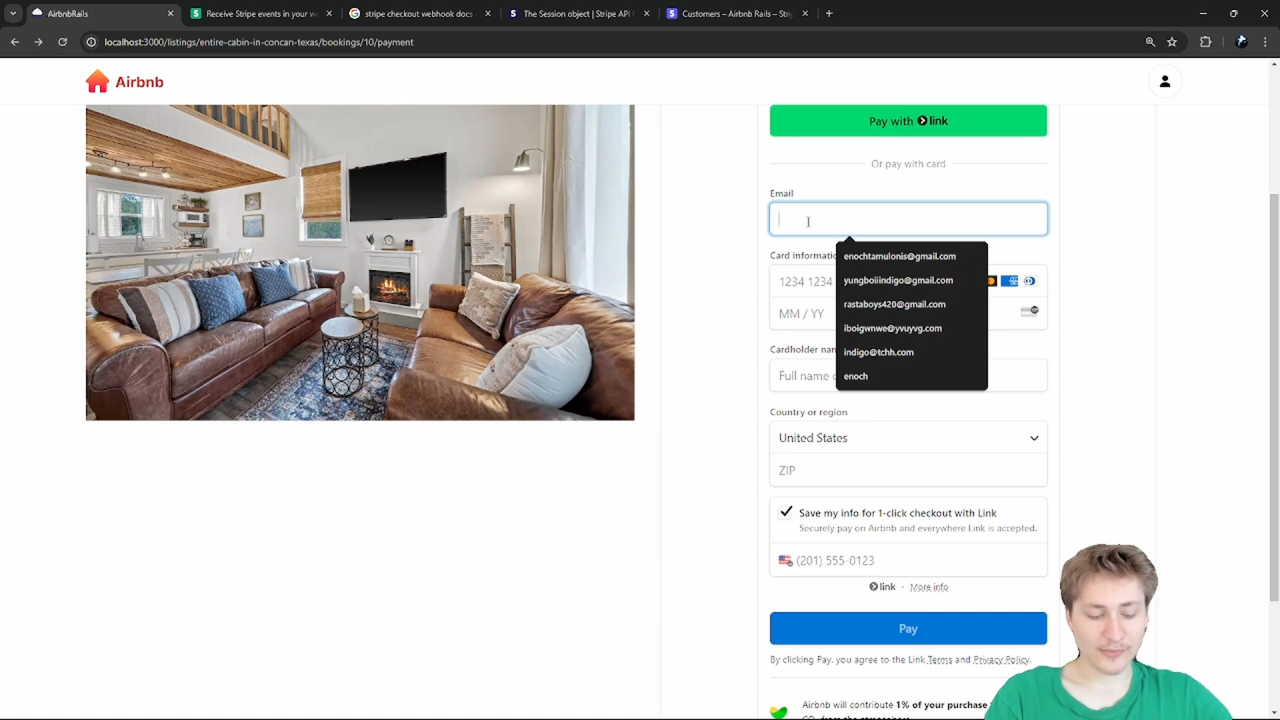 AirbnbRails
Receive Stripe events in your w
stripe checkout webhook docs
The Session object | Stripe API
Customers – Airbnb Rails – Stri
localhost:3000/listings/entire-cabin-in-concan-texas/bookings/10/payment
Airbnb
Pay with link
Or pay with card
Email
enochtamulonis@gmail.com
yungboiiindigo@gmail.com
rastaboys420@gmail.com
iboigwnwe@yvuyvg.com
indigo@tchh.com
enoch
Card informatio
1234 1234
MM / YY
Cardholder nam
Full name o
Country or region
United States
ZIP
Save my info for 1-click checkout with Link
Securely pay on Airbnb and everywhere Link is accepted.
(201) 555-0123
link · More info
Pay
By clicking Pay, you agree to the Link Terms and Privacy Policy.
Airbnb will contribute 1% of your purchase
from the atmosphere